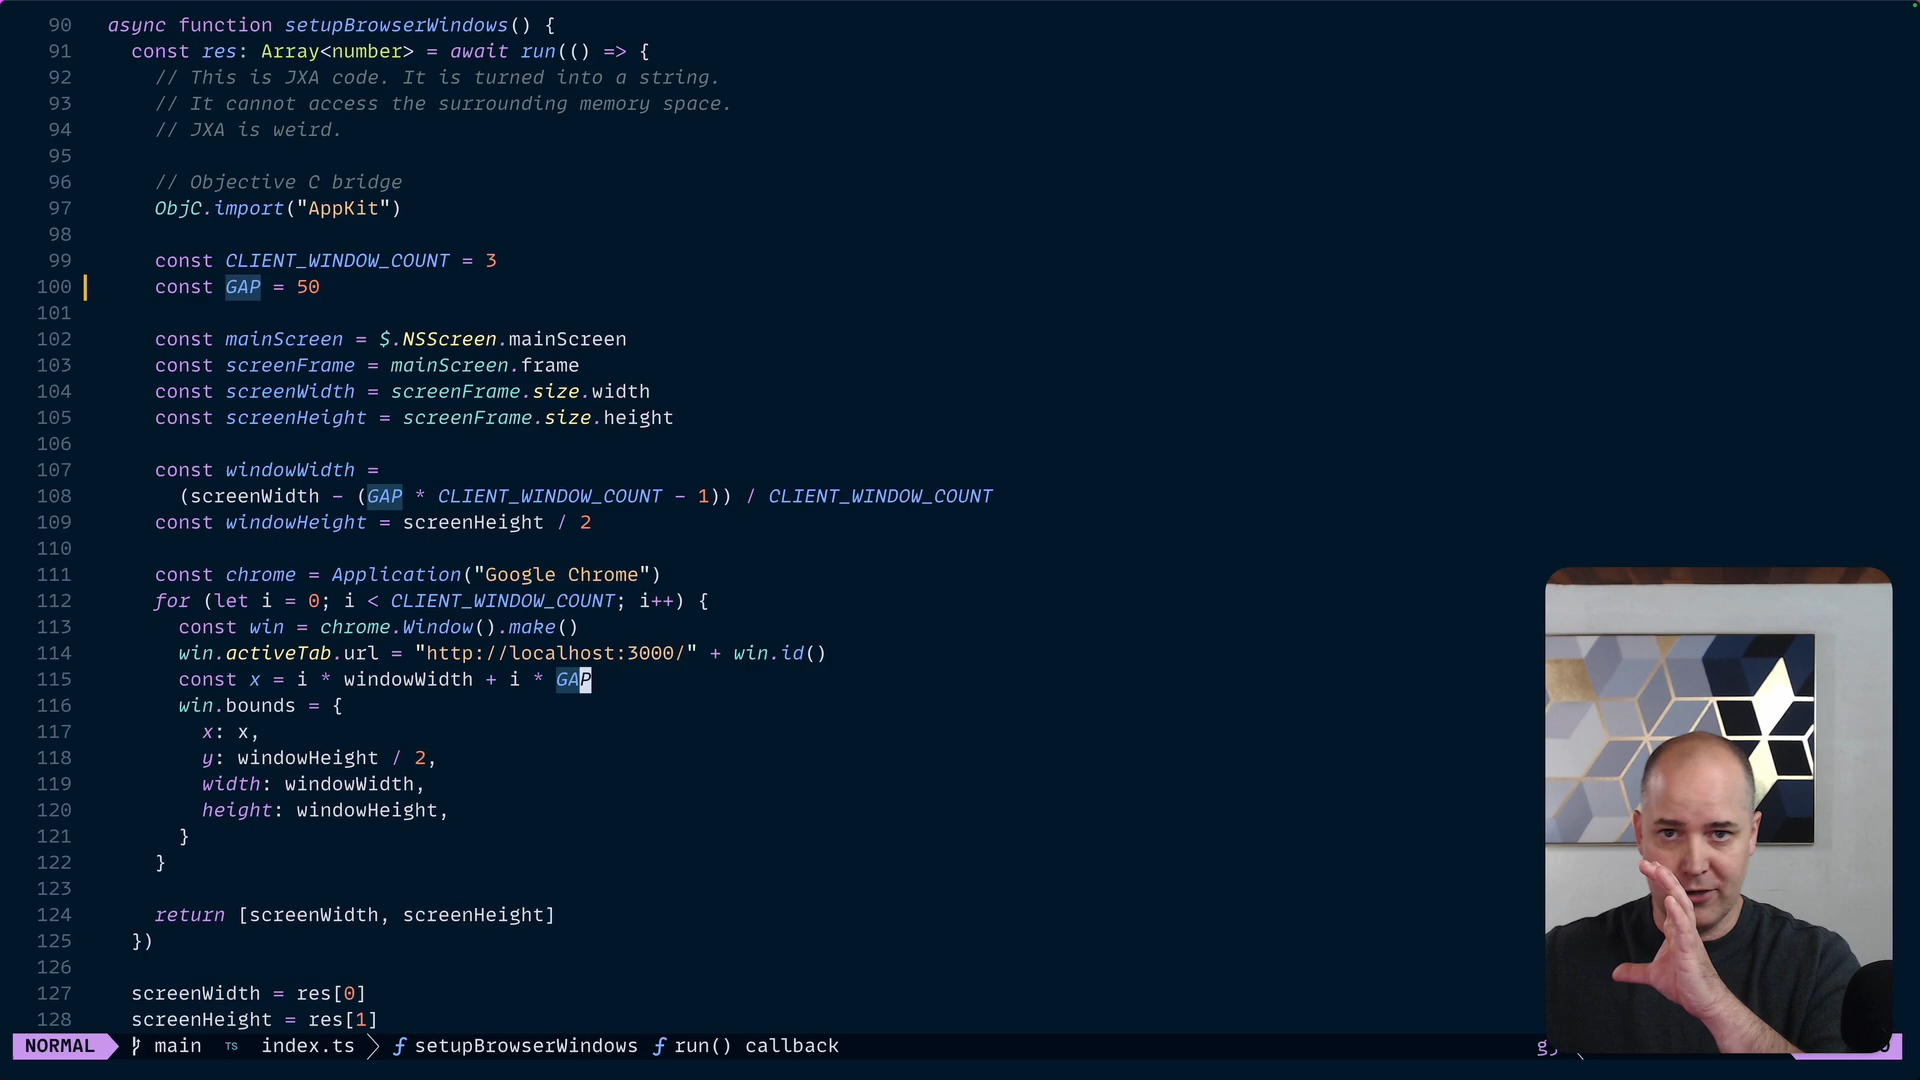 90 async function setupBrowserWindows() {
91 const res: Array<number> = await run(() => {
92 // This is JXA code. It is turned into a string.
93 // It cannot access the surrounding memory space.
94 // JXA is weird.
95
96 // Objective C bridge
97 ObjC.import("AppKit")
98
99 const CLIENT_WINDOW_COUNT = 3
100 const GAP = 50
101
102 const mainScreen = $.NSScreen.mainScreen
103 const screenFrame = mainScreen.frame
104 const screenWidth = screenFrame.size.width
105 const screenHeight = screenFrame.size.height
106
107 const windowWidth =
108 (screenWidth - (GAP * CLIENT_WINDOW_COUNT - 1)) / CLIENT_WINDOW_COUNT
109 const windowHeight = screenHeight / 2
110
111 const chrome = Application("Google Chrome")
112 for (let i = 0; i < CLIENT_WINDOW_COUNT; i++) {
113 const win = chrome.Window().make()
114 win.activeTab.url = "http://localhost:3000/" + win.id()
115 const x = i * windowWidth + i * GAP
116 win.bounds = {
117 x: x,
118 y: windowHeight / 2,
119 width: windowWidth,
120 height: windowHeight,
121 }
122 }
123
124 return [screenWidth, screenHeight]
125 })
126
127 screenWidth = res[0]
128 screenHeight = res[1]
NORMAL main TS index.ts ƒ setupBrowserWindows ƒ run() callback